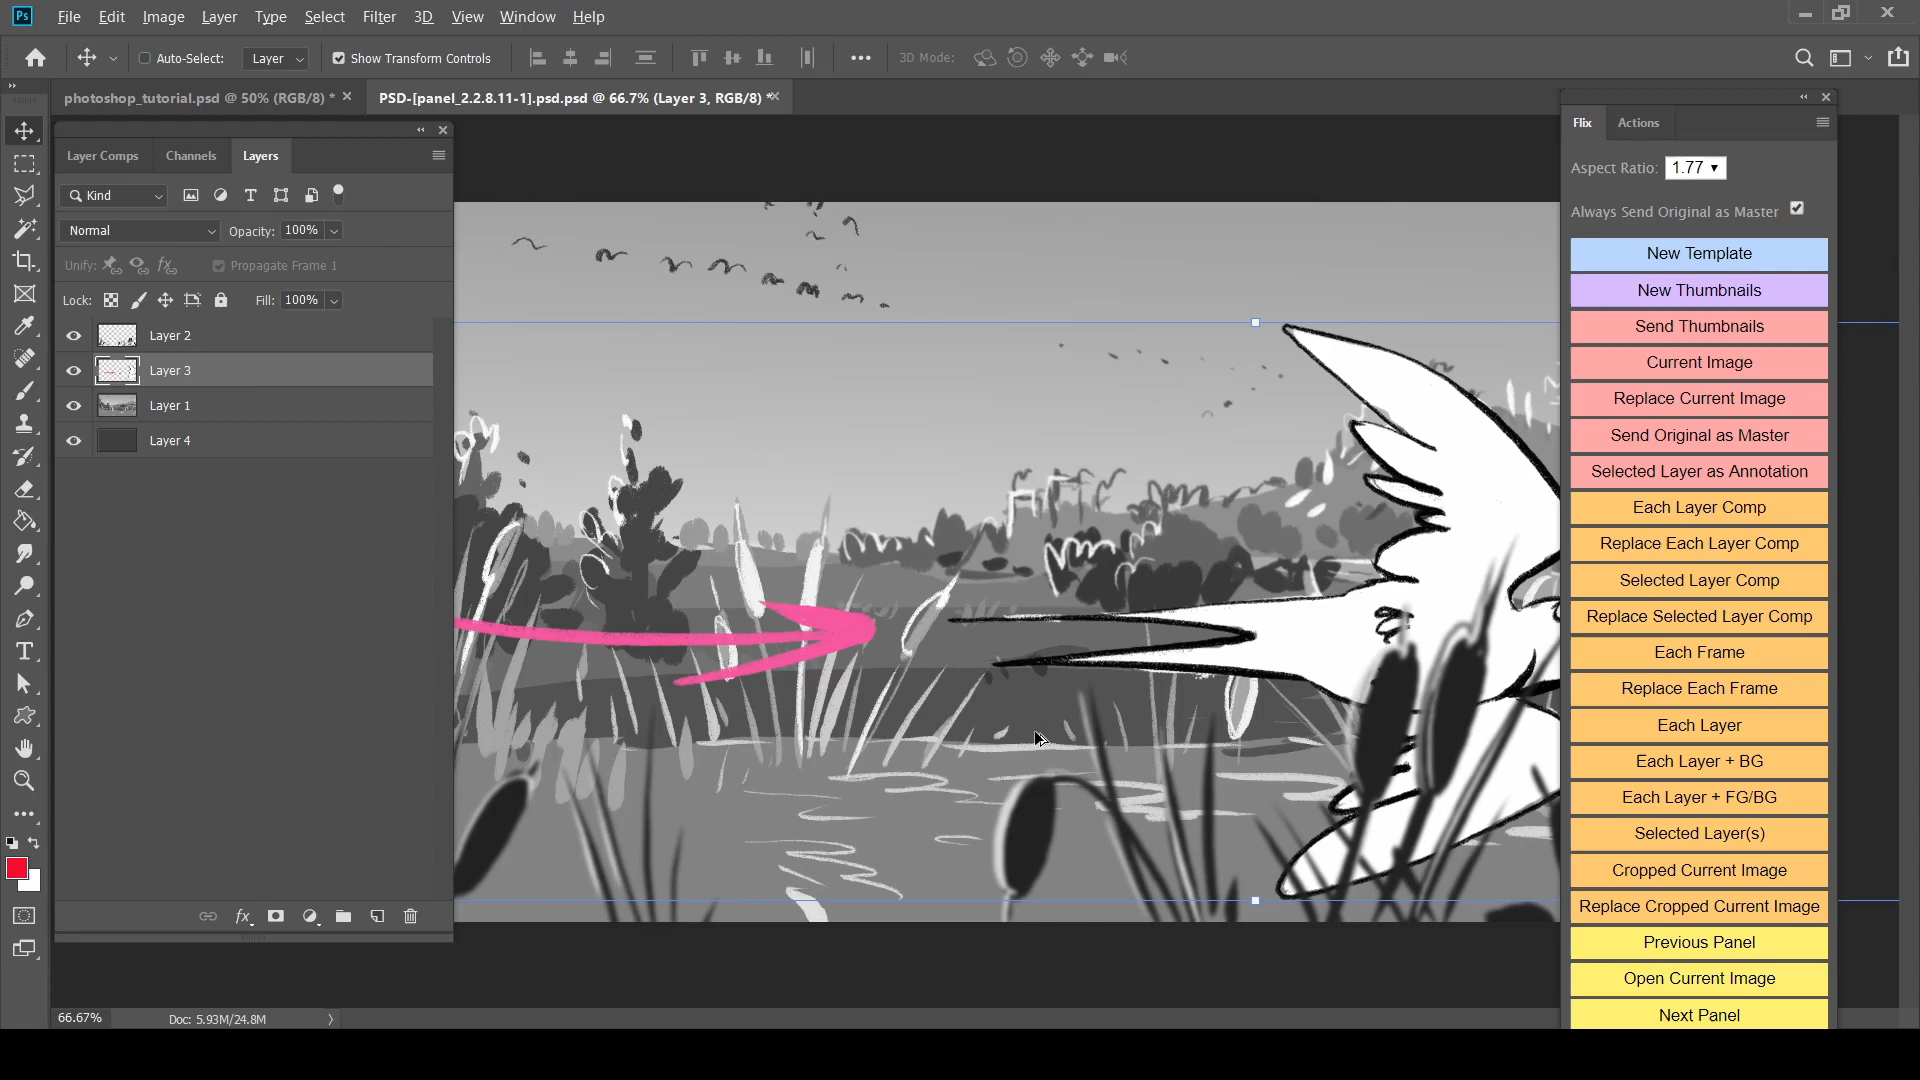 Ps File Edit Image Layer Type Select Filter 3D View Window Help
Auto-Select: Layer Show Transform Controls 3D Mode:
photoshop_tutorial.psd @ 50% (RGB/8) * PSD-[panel_2.2.8.11-1].psd.psd @ 66.7% (Layer 3, RGB/8) *
Layer Comps Channels Layers
Kind
Normal Opacity: 100%
Unify: Propagate Frame 1
Lock: Fill: 100%
Layer 2
Layer 3
Layer 1
Layer 4
66.67% Doc: 5.93M/24.8M
Flix Actions
Aspect Ratio: 1.77
Always Send Original as Master
New Template
New Thumbnails
Send Thumbnails
Current Image
Replace Current Image
Send Original as Master
Selected Layer as Annotation
Each Layer Comp
Replace Each Layer Comp
Selected Layer Comp
Replace Selected Layer Comp
Each Frame
Replace Each Frame
Each Layer
Each Layer + BG
Each Layer + FG/BG
Selected Layer(s)
Cropped Current Image
Replace Cropped Current Image
Previous Panel
Open Current Image
Next Panel